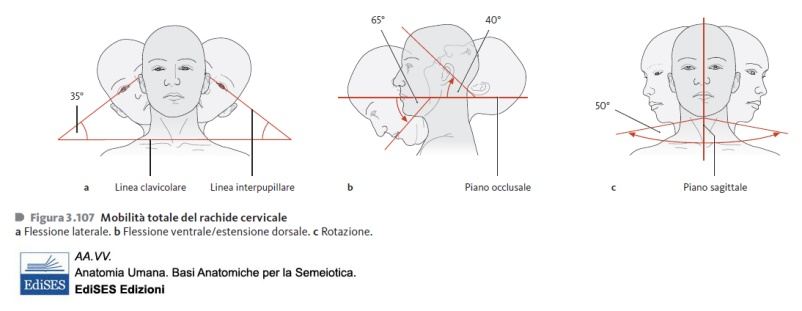 35°
a
Linea clavicolare
Linea interpupillare
65°
40°
b
Piano occlusale
50°
c
Piano sagittale
Figura 3.107 Mobilità totale del rachide cervicale
a Flessione laterale. b Flessione ventrale/estensione dorsale. c Rotazione.
EdiSES
AA.VV.
Anatomia Umana. Basi Anatomiche per la Semeiotica.
EdiSES Edizioni